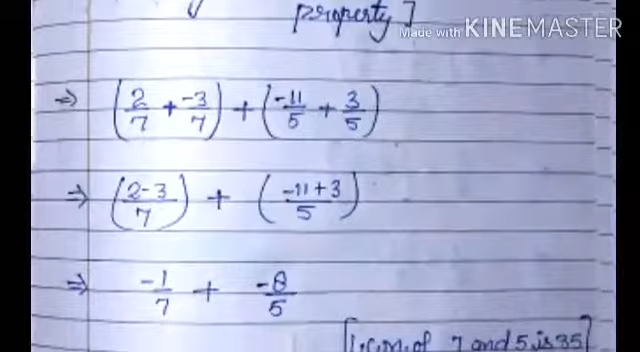 property]
Made with KINEMASTER
⇒ (2/7 + -3/7) + (-11/5 + 3/5)
⇒ (2-3/7) + (-11+3/5)
⇒ -1/7 + -8/5
[L.C.M. of 7 and 5 is 35]